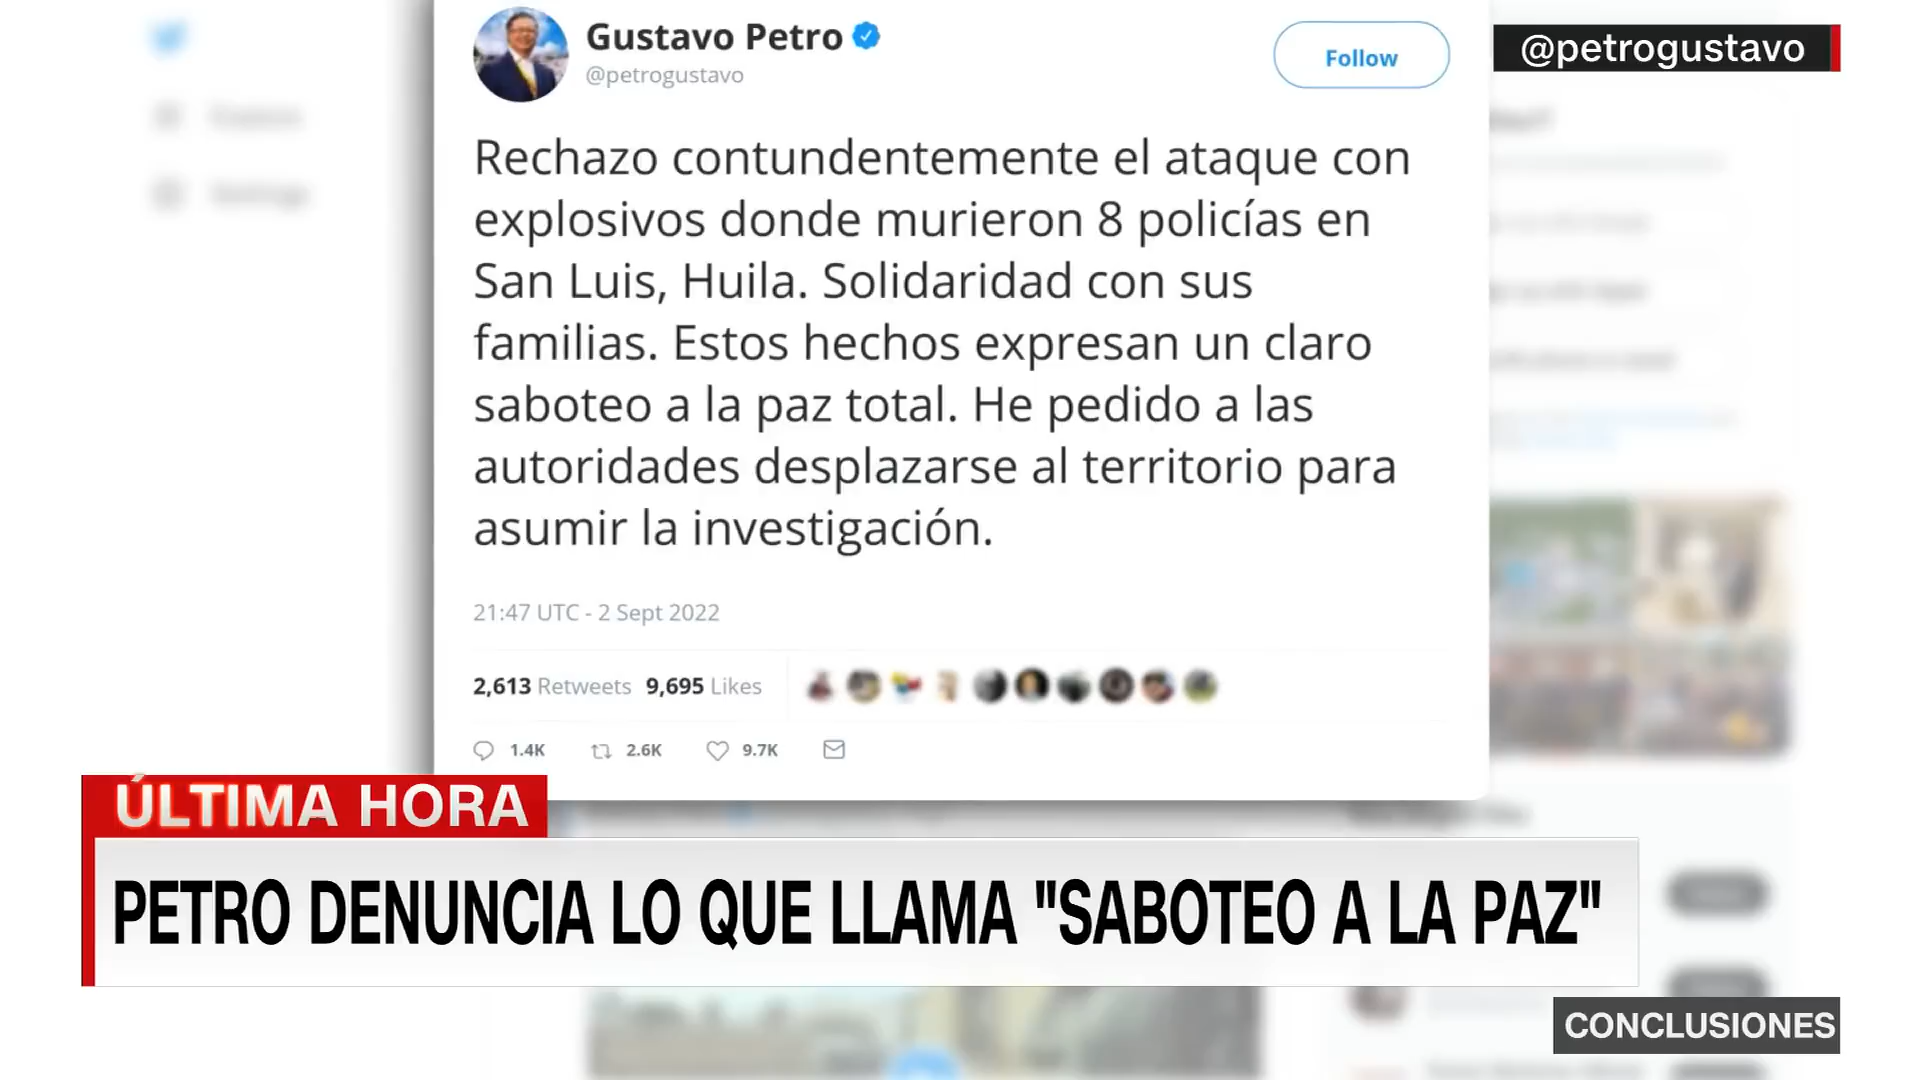 Gustavo Petro
@petrogustavo
Follow
@petrogustavo
Rechazo contundentemente el ataque con
explosivos donde murieron 8 policías en
San Luis, Huila. Solidaridad con sus
familias. Estos hechos expresan un claro
saboteo a la paz total. He pedido a las
autoridades desplazarse al territorio para
asumir la investigación.
21:47 UTC - 2 Sept 2022
2,613 Retweets 9,695 Likes
1.4K 2.6K 9.7K
ÚLTIMA HORA
PETRO DENUNCIA LO QUE LLAMA "SABOTEO A LA PAZ"
CONCLUSIONES